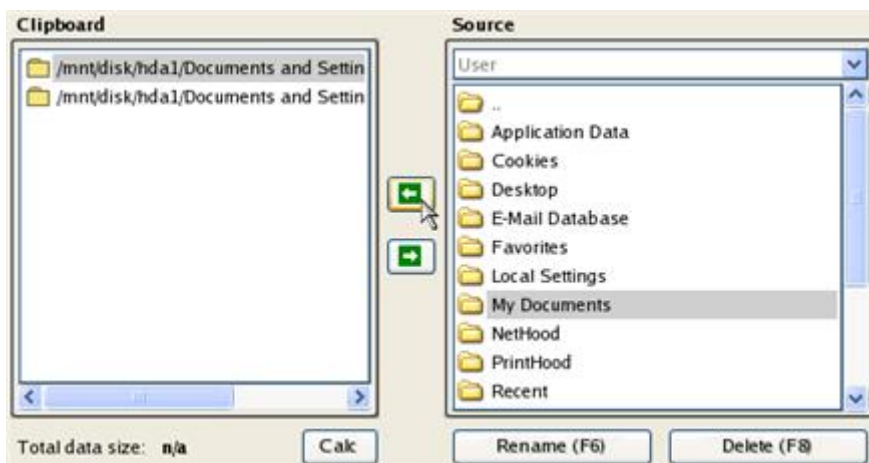 Clipboard
/mnt/disk/hda1/Documents and Settin
/mnt/disk/hda1/Documents and Settin
Total data size: n/a
Calc
Source
User
..
Application Data
Cookies
Desktop
E-Mail Database
Favorites
Local Settings
My Documents
NetHood
PrintHood
Recent
Rename (F6)
Delete (F8)